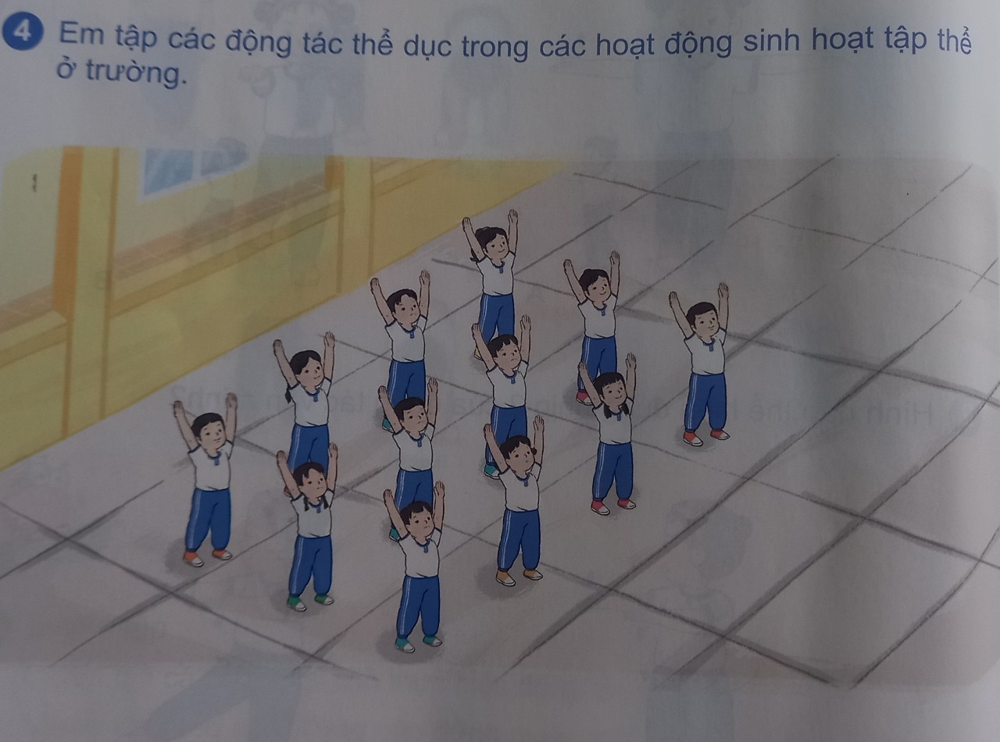 4 Em tập các động tác thể dục trong các hoạt động sinh hoạt tập thể
ở trường.